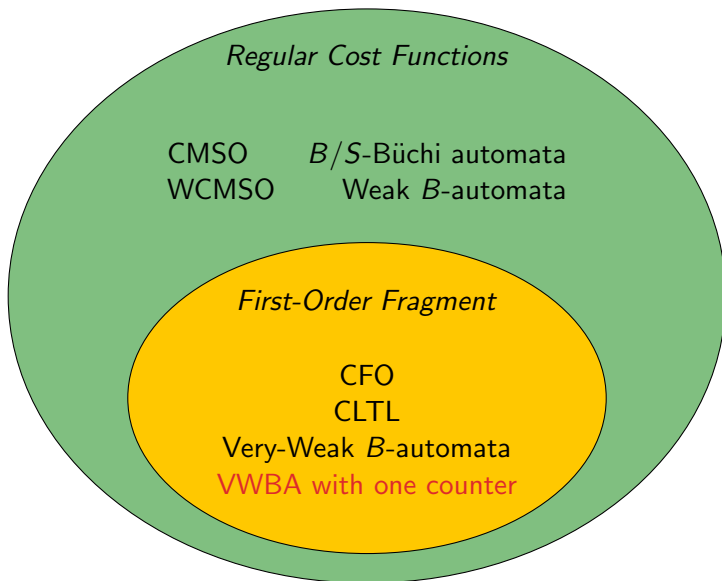 Regular Cost Functions
CMSO B/S-Büchi automata
WCMSO Weak B-automata
First-Order Fragment
CFO
CLTL
Very-Weak B-automata
VWBA with one counter